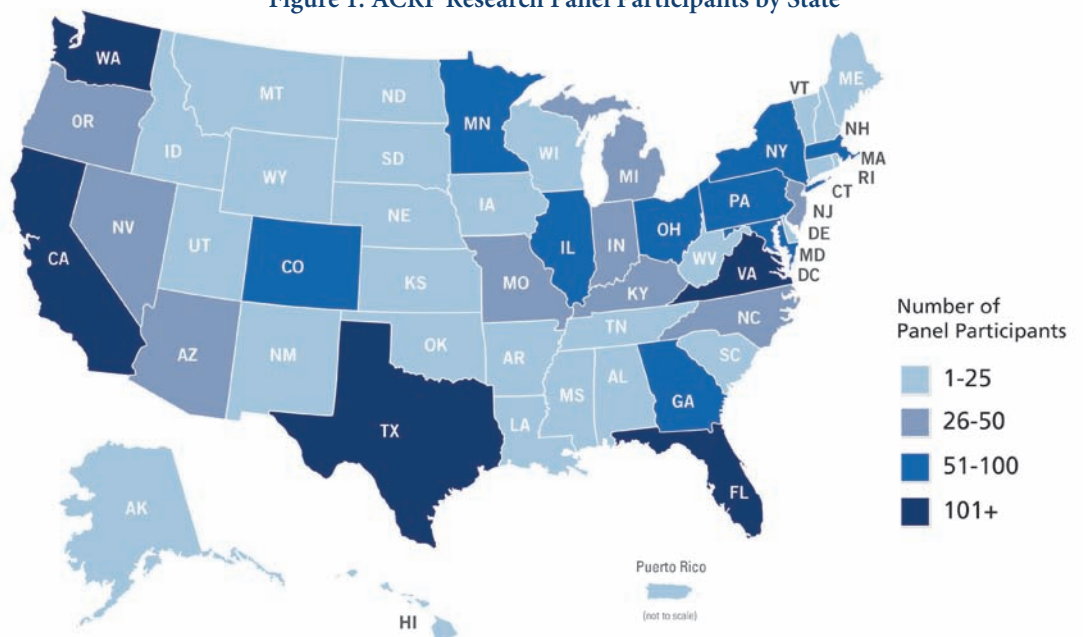 Figure 1: ACRP Research Panel Participants by State
WA
MT
ND
MN
VT
ME
OR
ID
SD
WI
NY
NH
MA
WY
MI
RI
CT
NV
NE
IA
PA
NJ
UT
CO
IL
IN
OH
DE
WV
MD
CA
KS
MO
VA
DC
KY
AZ
NM
OK
TN
NC
AR
SC
TX
MS
AL
GA
LA
FL
AK
HI
Puerto Rico
(not to scale)
Number of
Panel Participants
1-25
26-50
51-100
101+